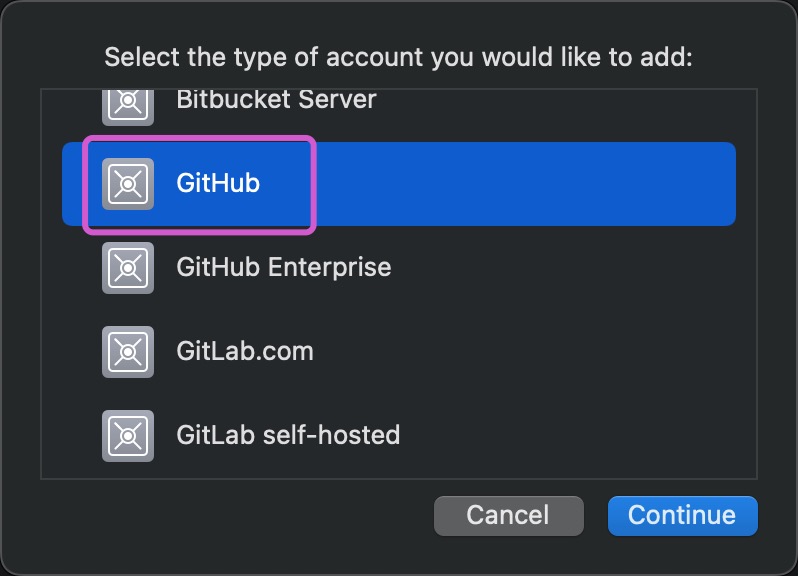 Select the type of account you would like to add:
Bitbucket Server
GitHub
GitHub Enterprise
GitLab.com
GitLab self-hosted
Cancel
Continue